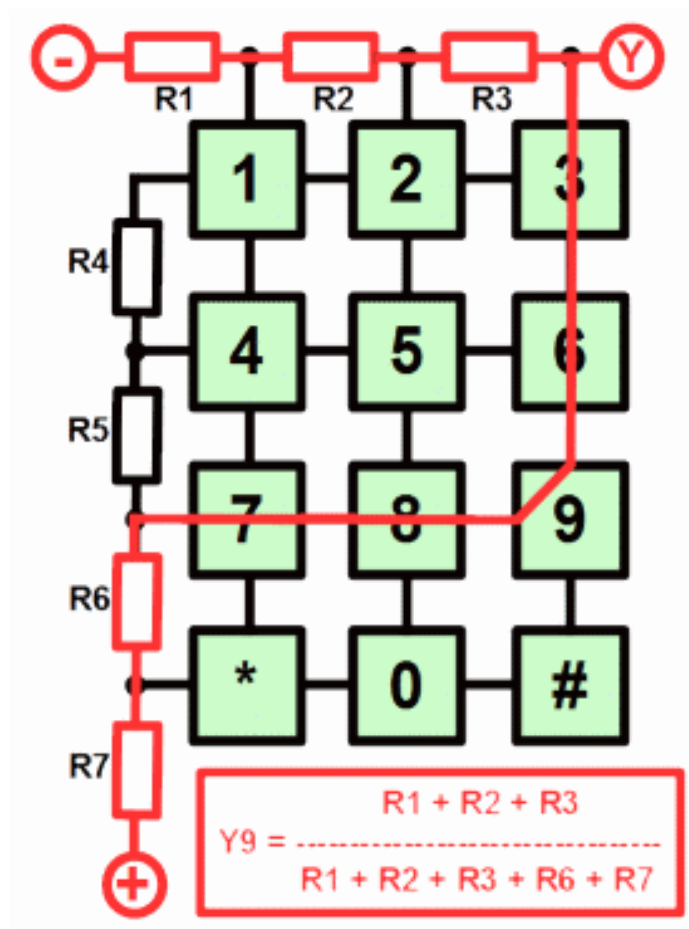 - Y
R1 R2 R3
1 2 3
R4
4 5 6
R5
7 8 9
R6
* 0 #
R7
R1 + R2 + R3
Y9 = -----------------------------------
R1 + R2 + R3 + R6 + R7
+